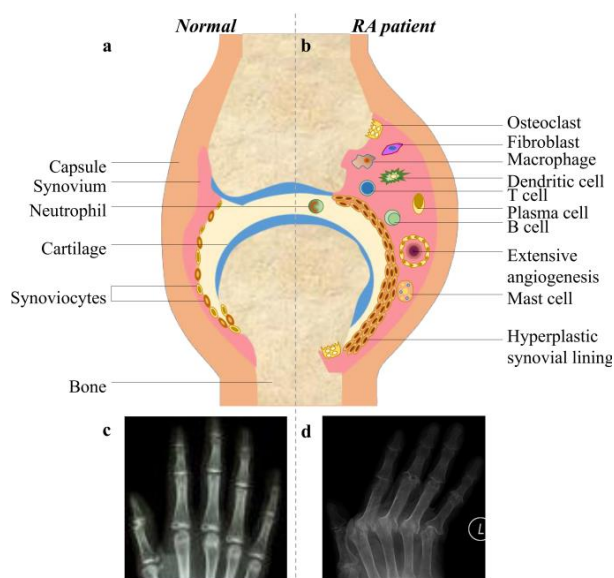 Normal
RA patient
a
b
Capsule
Synovium
Neutrophil
Cartilage
Synoviocytes
Bone
Osteoclast
Fibroblast
Macrophage
Dendritic cell
T cell
Plasma cell
B cell
Extensive
angiogenesis
Mast cell
Hyperplastic
synovial lining
c
d
L